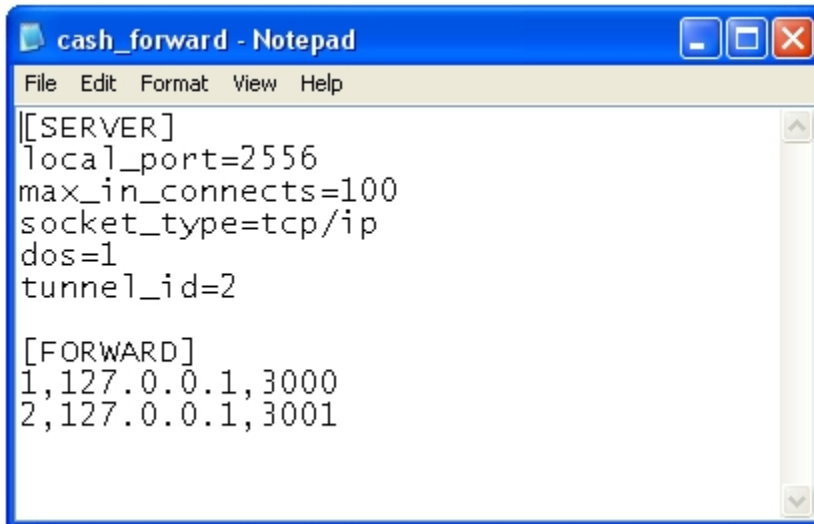 cash_forward - Notepad
File Edit Format View Help
[SERVER]
local_port=2556
max_in_connects=100
socket_type=tcp/ip
dos=1
tunnel_id=2
[FORWARD]
1,127.0.0.1,3000
2,127.0.0.1,3001